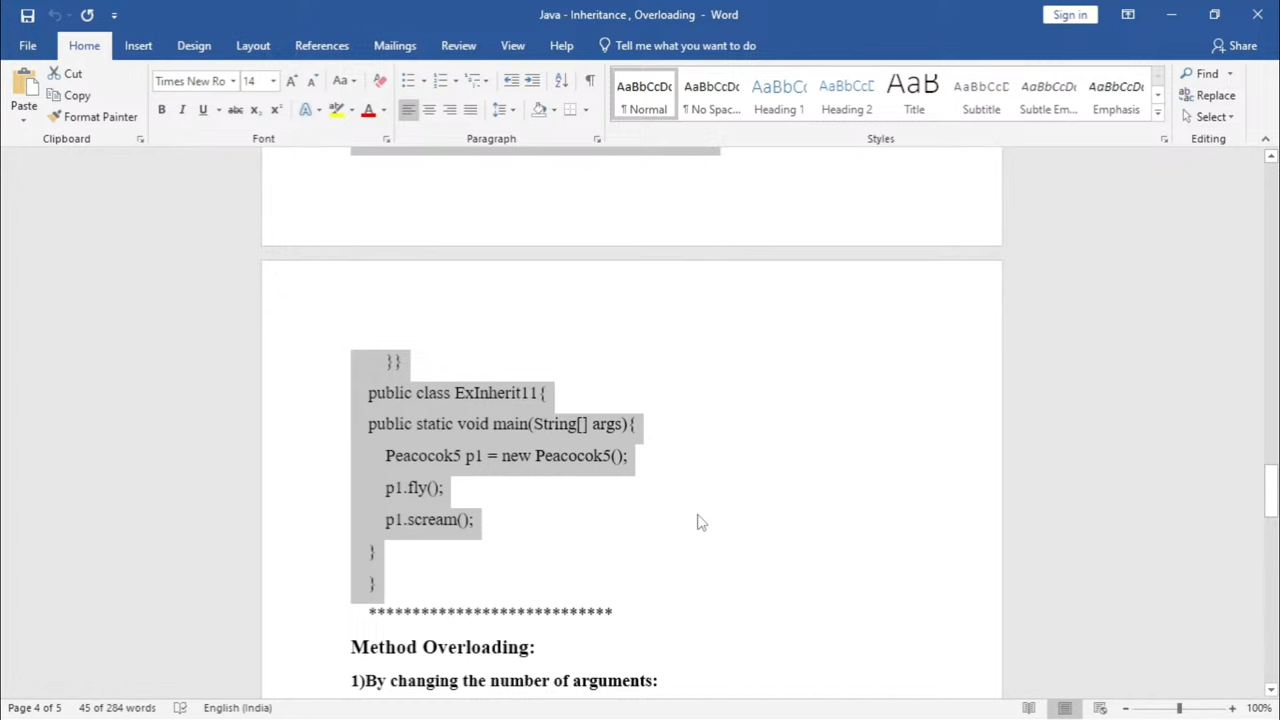 Java - Inheritance , Overloading - Word
Sign in
File Home Insert Design Layout References Mailings Review View Help Tell me what you want to do Share
Paste
Cut
Copy
Format Painter
Clipboard
Times New Ro 14
Font
Paragraph
AaBbCcDc AaBbCcDc AaBbCc AaBbCcD AaB AaBbCcD AaBbCcDc AaBbCcDc
¶ Normal ¶ No Spac... Heading 1 Heading 2 Title Subtitle Subtle Em... Emphasis
Styles
Find
Replace
Select
Editing
}}
public class ExInherit11{
public static void main(String[] args){
Peacocok5 p1 = new Peacocok5();
p1.fly();
p1.scream();
}
}
****************************
Method Overloading:
1)By changing the number of arguments:
Page 4 of 5 45 of 284 words English (India) 100%